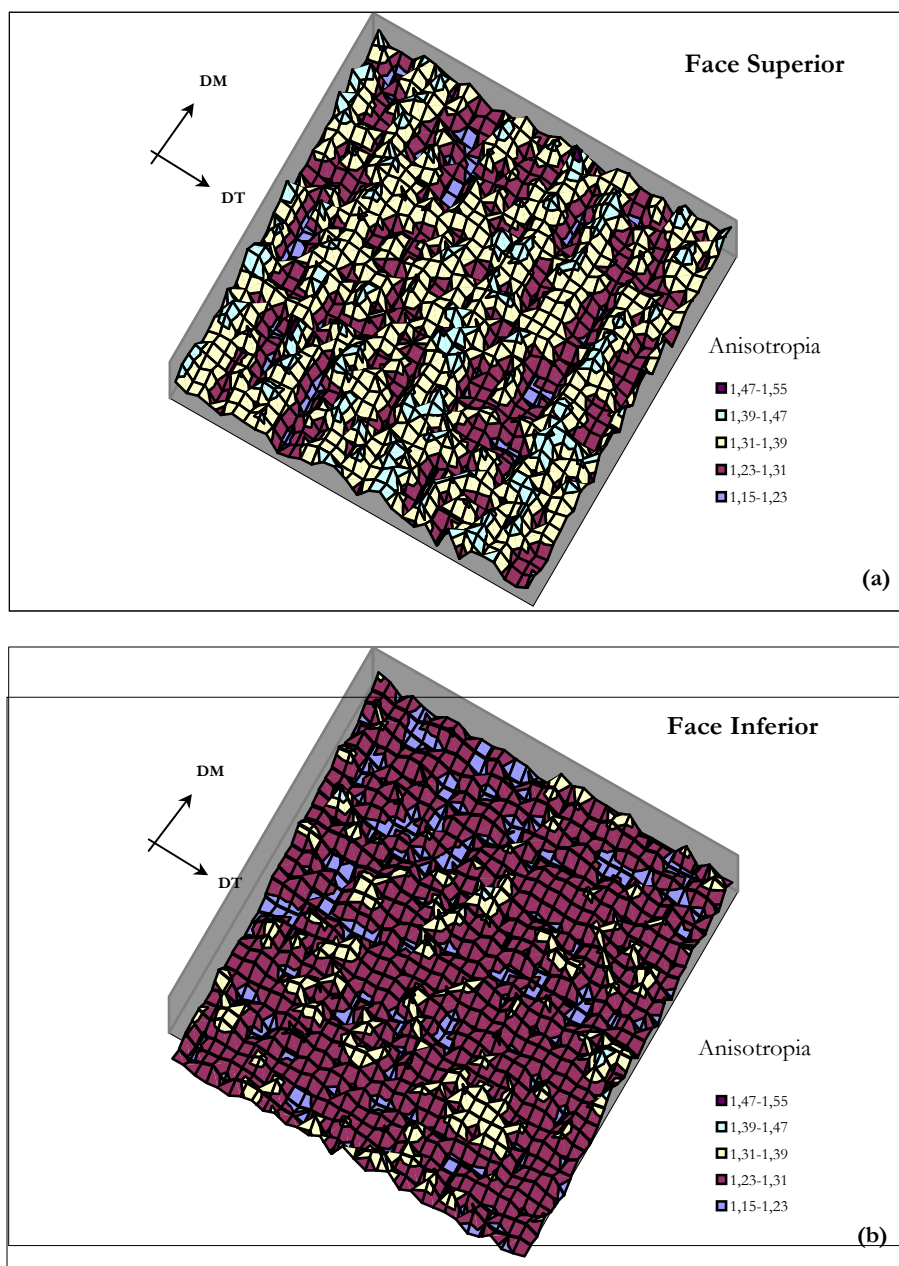 Face Superior
DM
DT
Anisotropia
1,47-1,55
1,39-1,47
1,31-1,39
1,23-1,31
1,15-1,23
(a)
Face Inferior
DM
DT
Anisotropia
1,47-1,55
1,39-1,47
1,31-1,39
1,23-1,31
1,15-1,23
(b)